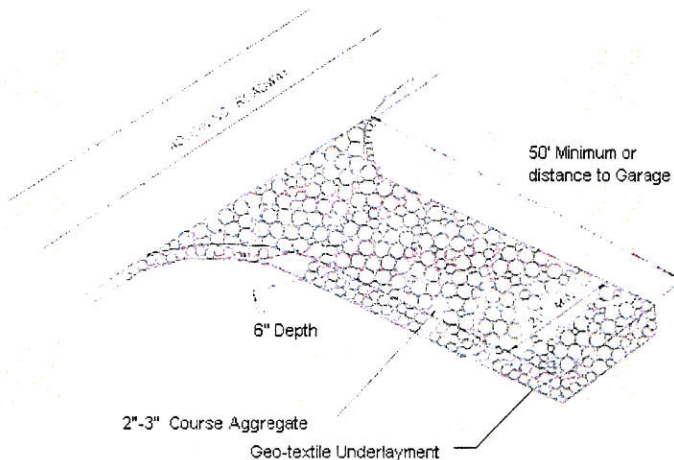 50' Minimum or
distance to Garage
6" Depth
2"-3" Course Aggregate
Geo-textile Underlayment